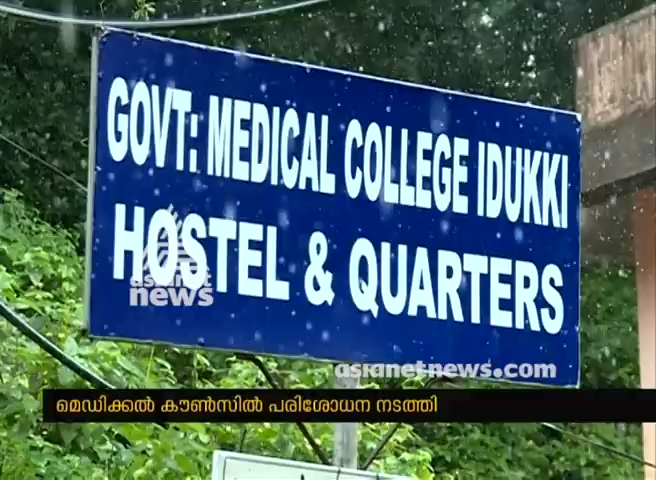 GOVT: MEDICAL COLLEGE IDUKKI
HOSTEL & QUARTERS
asianet
news
asianetnews.com
മെഡിക്കൽ കൗൺസിൽ പരിശോധന നടത്തി